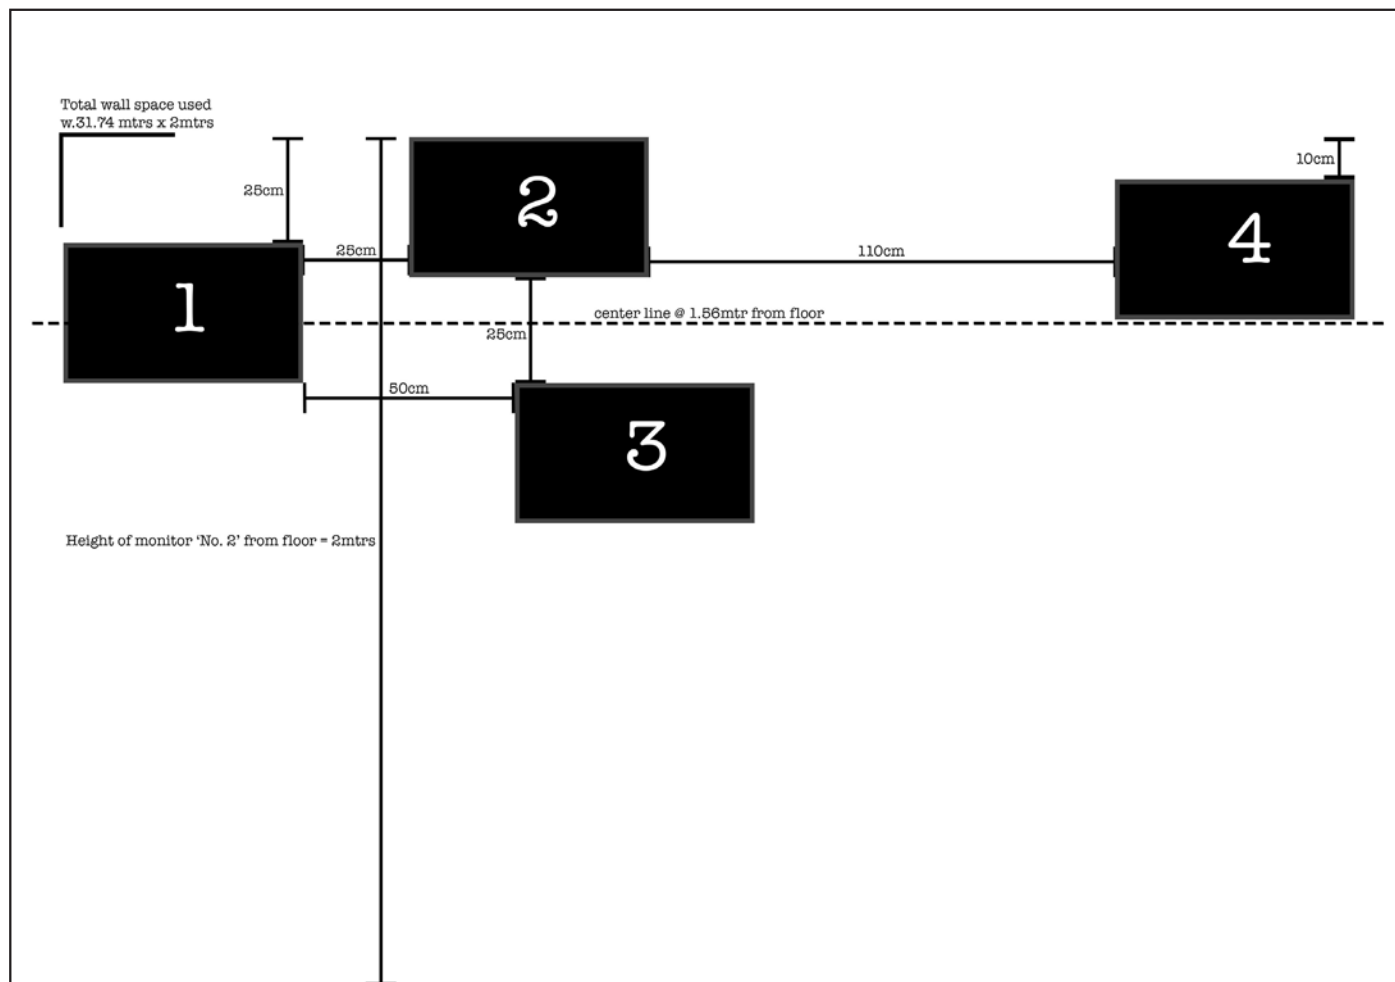 Total wall space used
w.31.74 mtrs x 2mtrs
25cm
10cm
2
4
25cm
110cm
1
center line @ 1.56mtr from floor
25cm
50cm
3
Height of monitor ‘No. 2’ from floor = 2mtrs